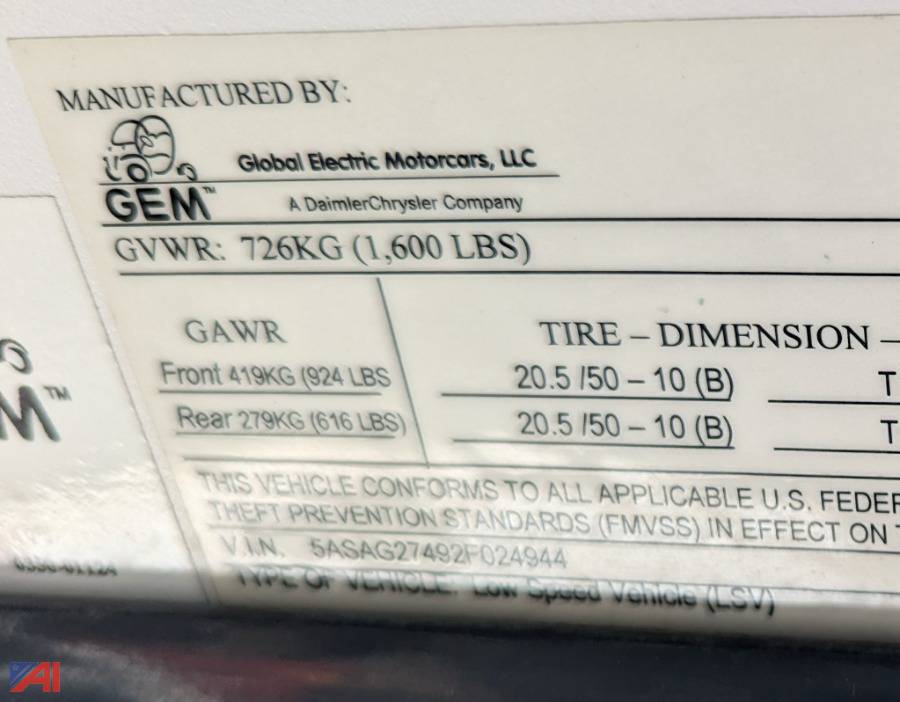 MANUFACTURED BY:
Global Electric Motorcars, LLC
GEM™
A DaimlerChrysler Company
GVWR: 726KG (1,600 LBS)
GAWR
TIRE – DIMENSION –
Front 419KG (924 LBS
20.5 /50 – 10 (B)
T
Rear 279KG (616 LBS)
20.5 /50 – 10 (B)
T
M™
THIS VEHICLE CONFORMS TO ALL APPLICABLE U.S. FEDER
THEFT PREVENTION STANDARDS (FMVSS) IN EFFECT ON T
V.I.N. 5ASAG27492F024944
TYPE OF VEHICLE: Low Speed Vehicle (LSV)
AI